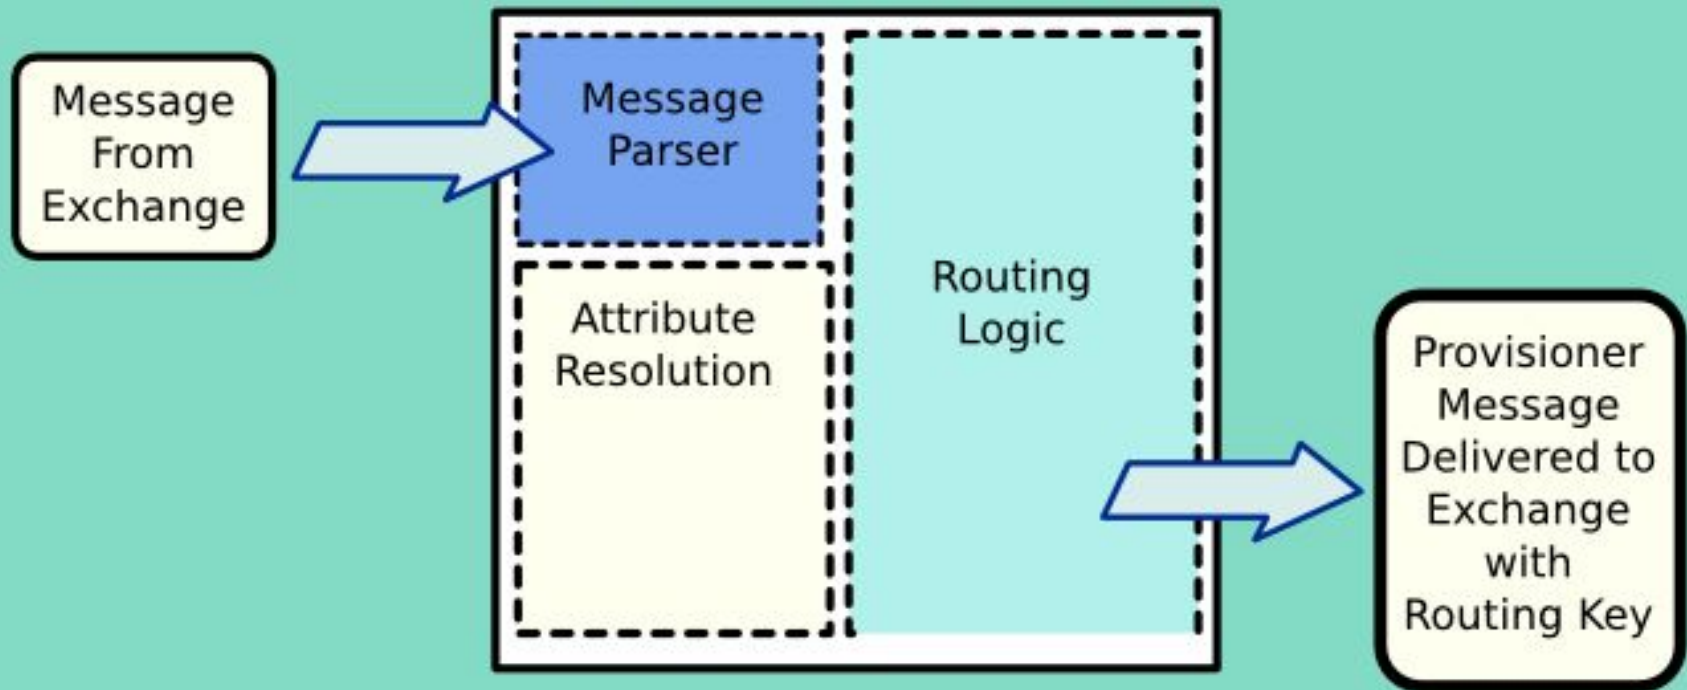 Message
From
Exchange
Message
Parser
Attribute
Resolution
Routing
Logic
Provisioner
Message
Delivered to
Exchange
with
Routing Key